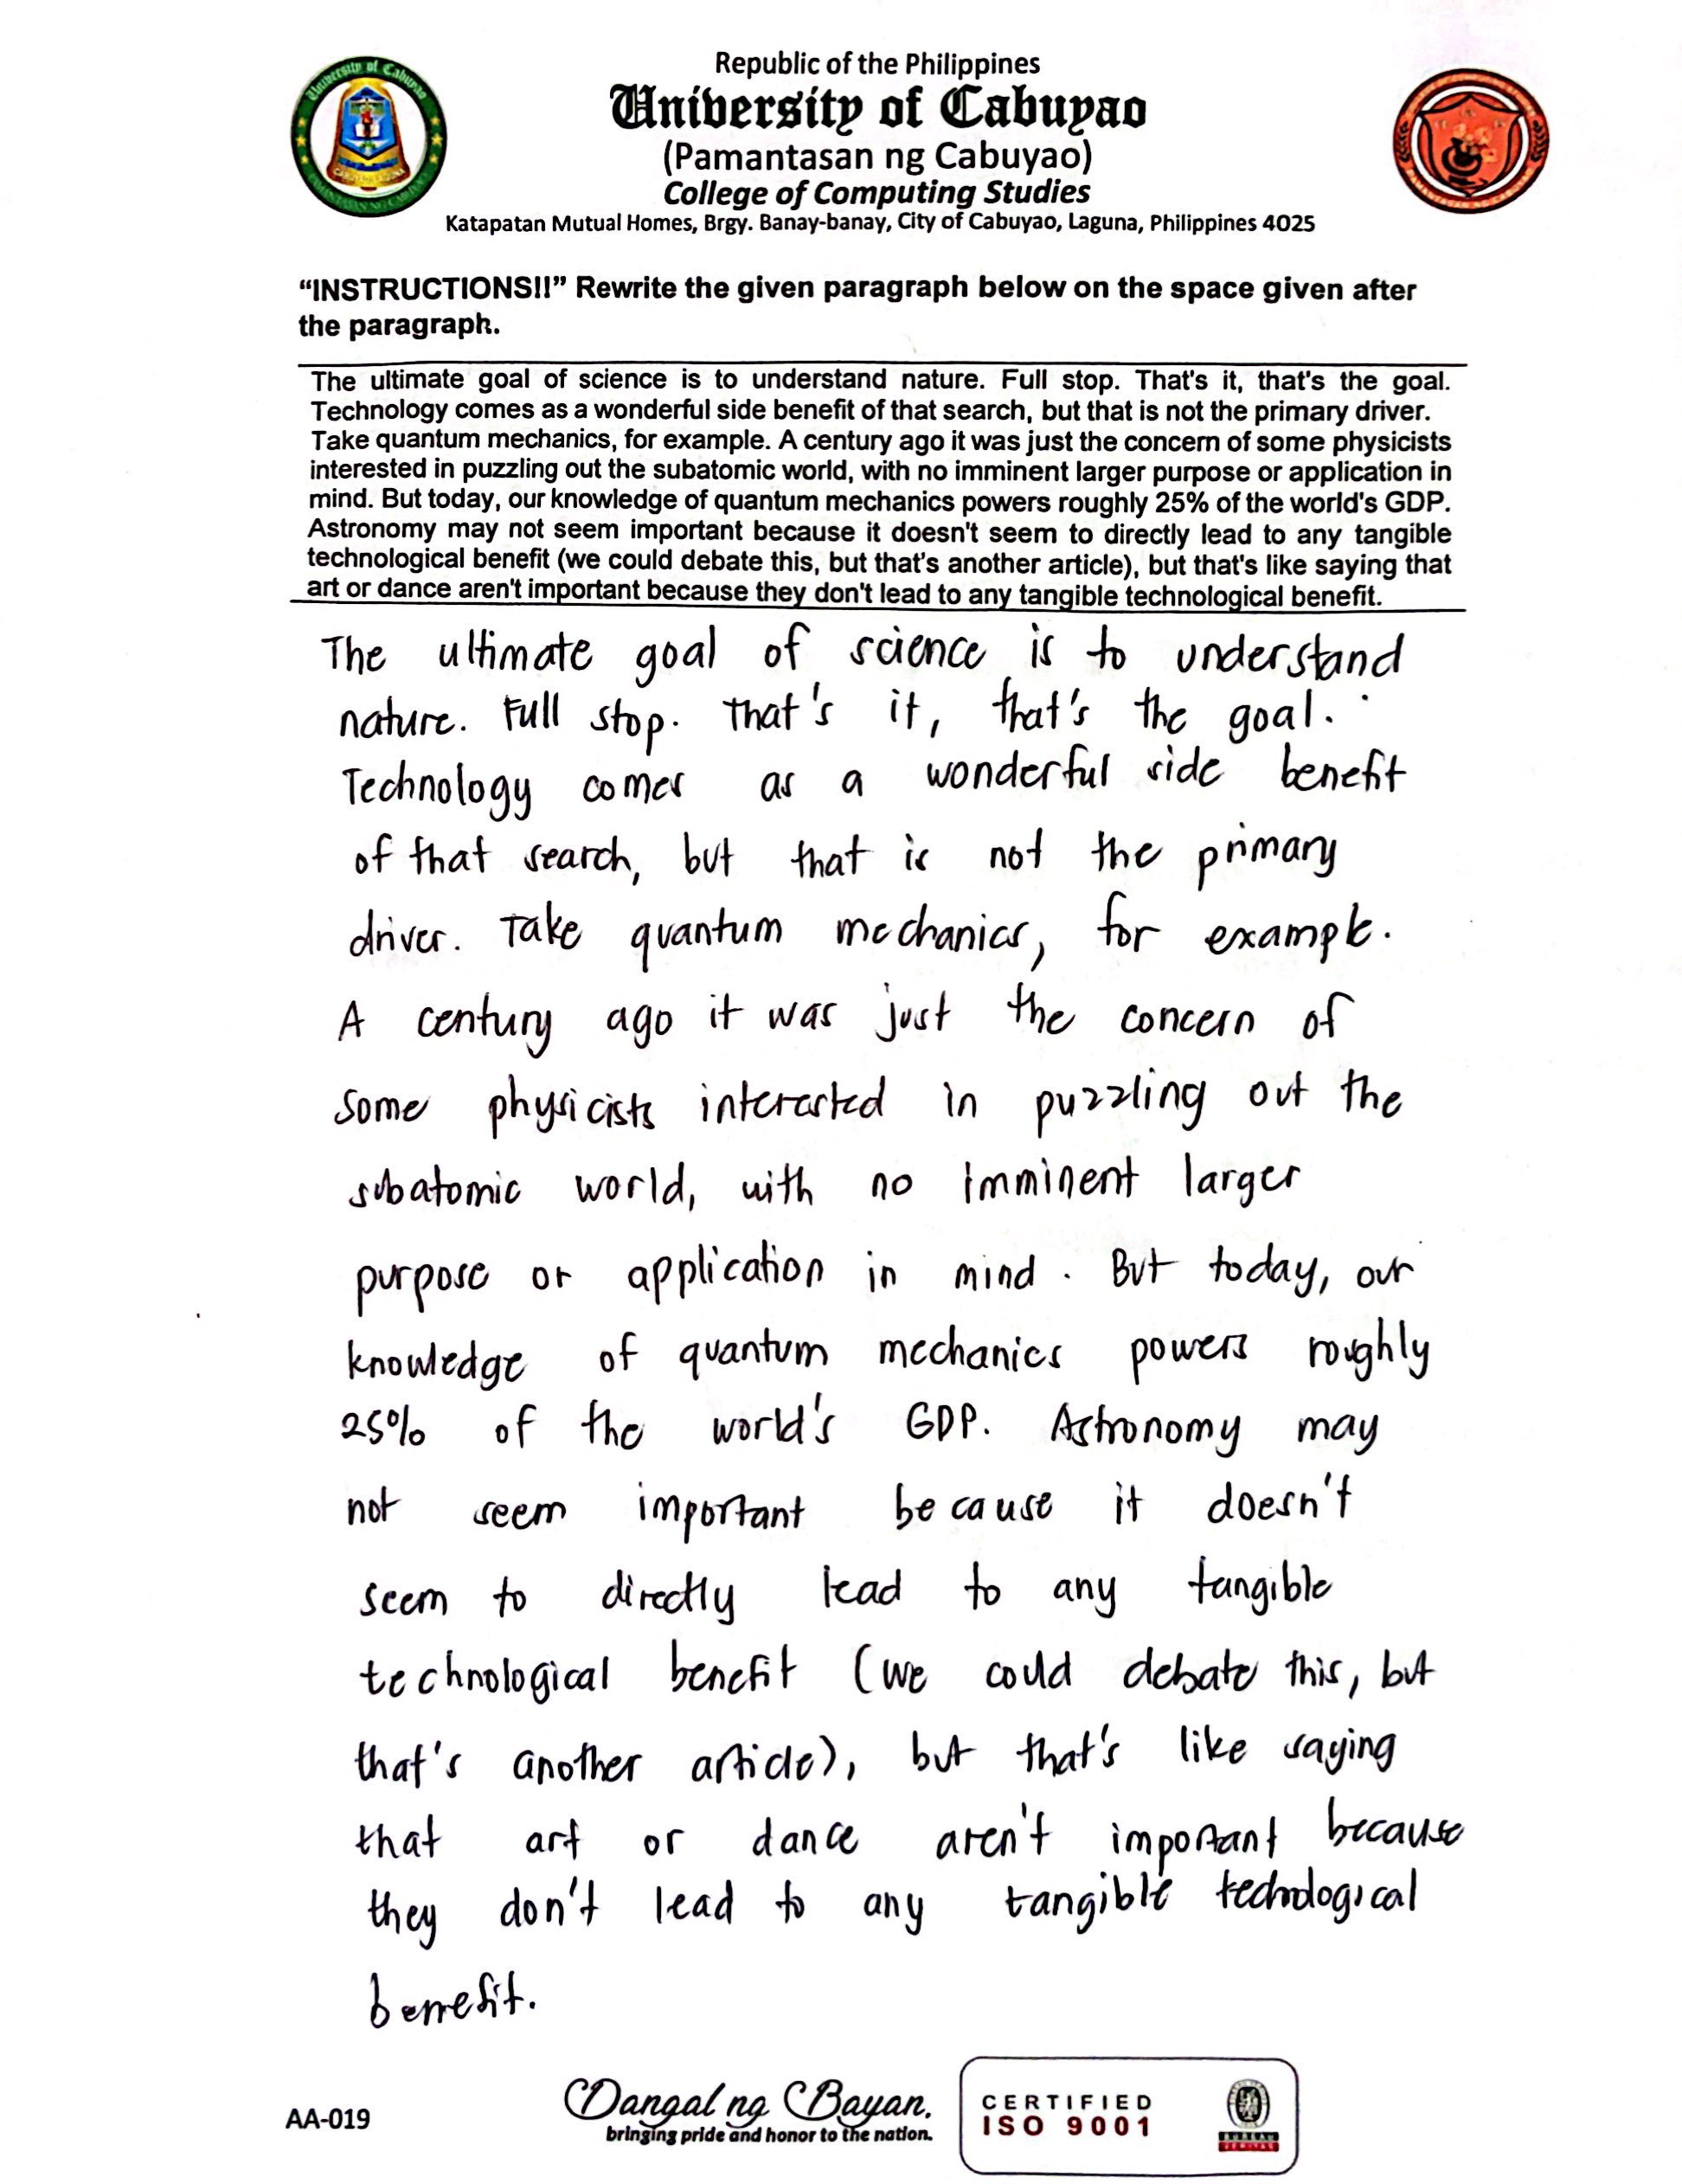 Republic of the Philippines
University of Cabuyao
(Pamantasan ng Cabuyao)
College of Computing Studies
Katapatan Mutual Homes, Brgy. Banay-banay, City of Cabuyao, Laguna, Philippines 4025
“INSTRUCTIONS!!” Rewrite the given paragraph below on the space given after
the paragraph.
The ultimate goal of science is to understand nature. Full stop. That's it, that's the goal.
Technology comes as a wonderful side benefit of that search, but that is not the primary driver.
Take quantum mechanics, for example. A century ago it was just the concern of some physicists
interested in puzzling out the subatomic world, with no imminent larger purpose or application in
mind. But today, our knowledge of quantum mechanics powers roughly 25% of the world's GDP.
Astronomy may not seem important because it doesn't seem to directly lead to any tangible
technological benefit (we could debate this, but that's another article), but that's like saying that
art or dance aren't important because they don't lead to any tangible technological benefit.
The ultimate goal of science is to understand
nature. Full stop. That's it, that's the goal.
Technology comes as a wonderful side benefit
of that search, but that is not the primary
driver. Take quantum mechanics, for example.
A century ago it was just the concern of
some physicists interested in puzzling out the
subatomic world, with no imminent larger
purpose or application in mind. But today, our
knowledge of quantum mechanics powers roughly
25% of the world's GDP. Astronomy may
not seem important because it doesn't
seem to directly lead to any tangible
technological benefit (we could debate this, but
that's another article), but that's like saying
that art or dance aren't important because
they don't lead to any tangible technological
benefit.
AA-019
Dangal ng Bayan.
bringing pride and honor to the nation.
CERTIFIED
ISO 9001
BUREAU
VERITAS